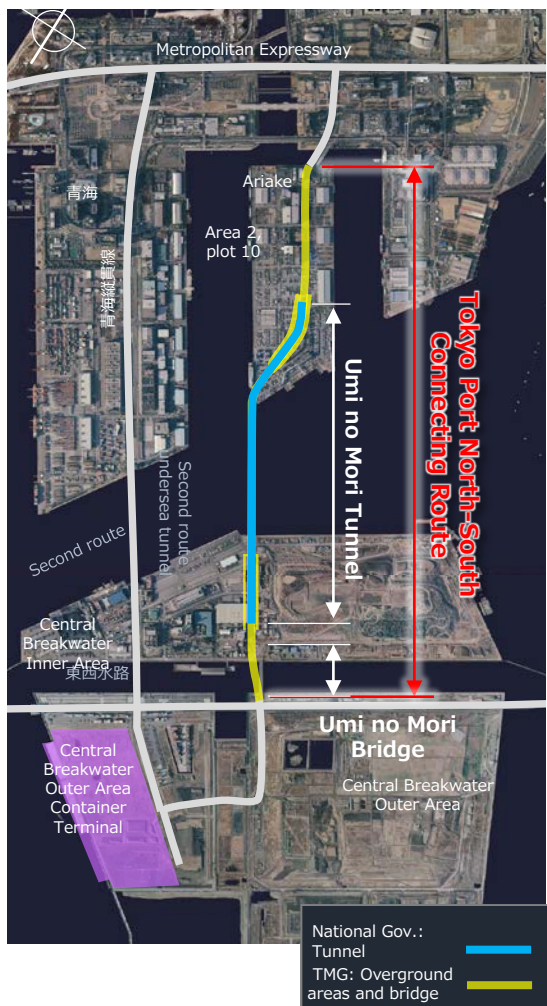 Metropolitan Expressway
Ariake
青海
Area 2,
plot 10
青海縦貫線
Tokyo Port North-South
Connecting Route
Umi no Mori Tunnel
Second route
undersea tunnel
Second route
Central
Breakwater
Inner Area
東西水路
Umi no Mori
Bridge
Central
Breakwater
Outer Area
Container
Terminal
Central Breakwater
Outer Area
National Gov.:
Tunnel
TMG: Overground
areas and bridge